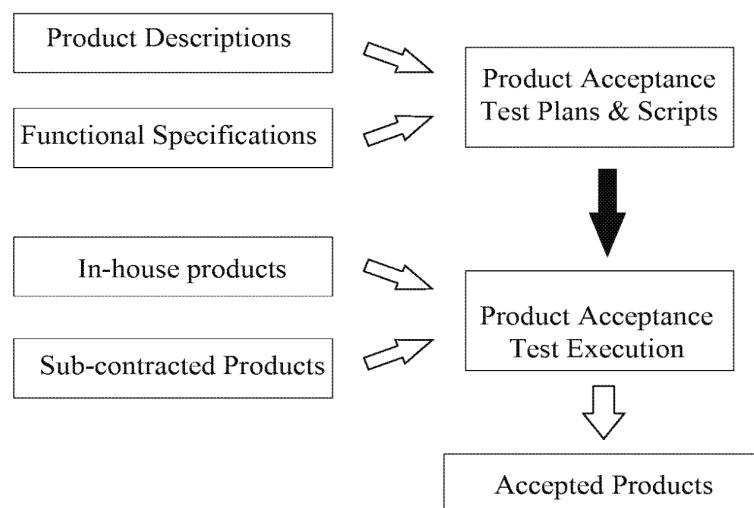 Product Descriptions
Functional Specifications
Product Acceptance
Test Plans & Scripts
In-house products
Sub-contracted Products
Product Acceptance
Test Execution
Accepted Products